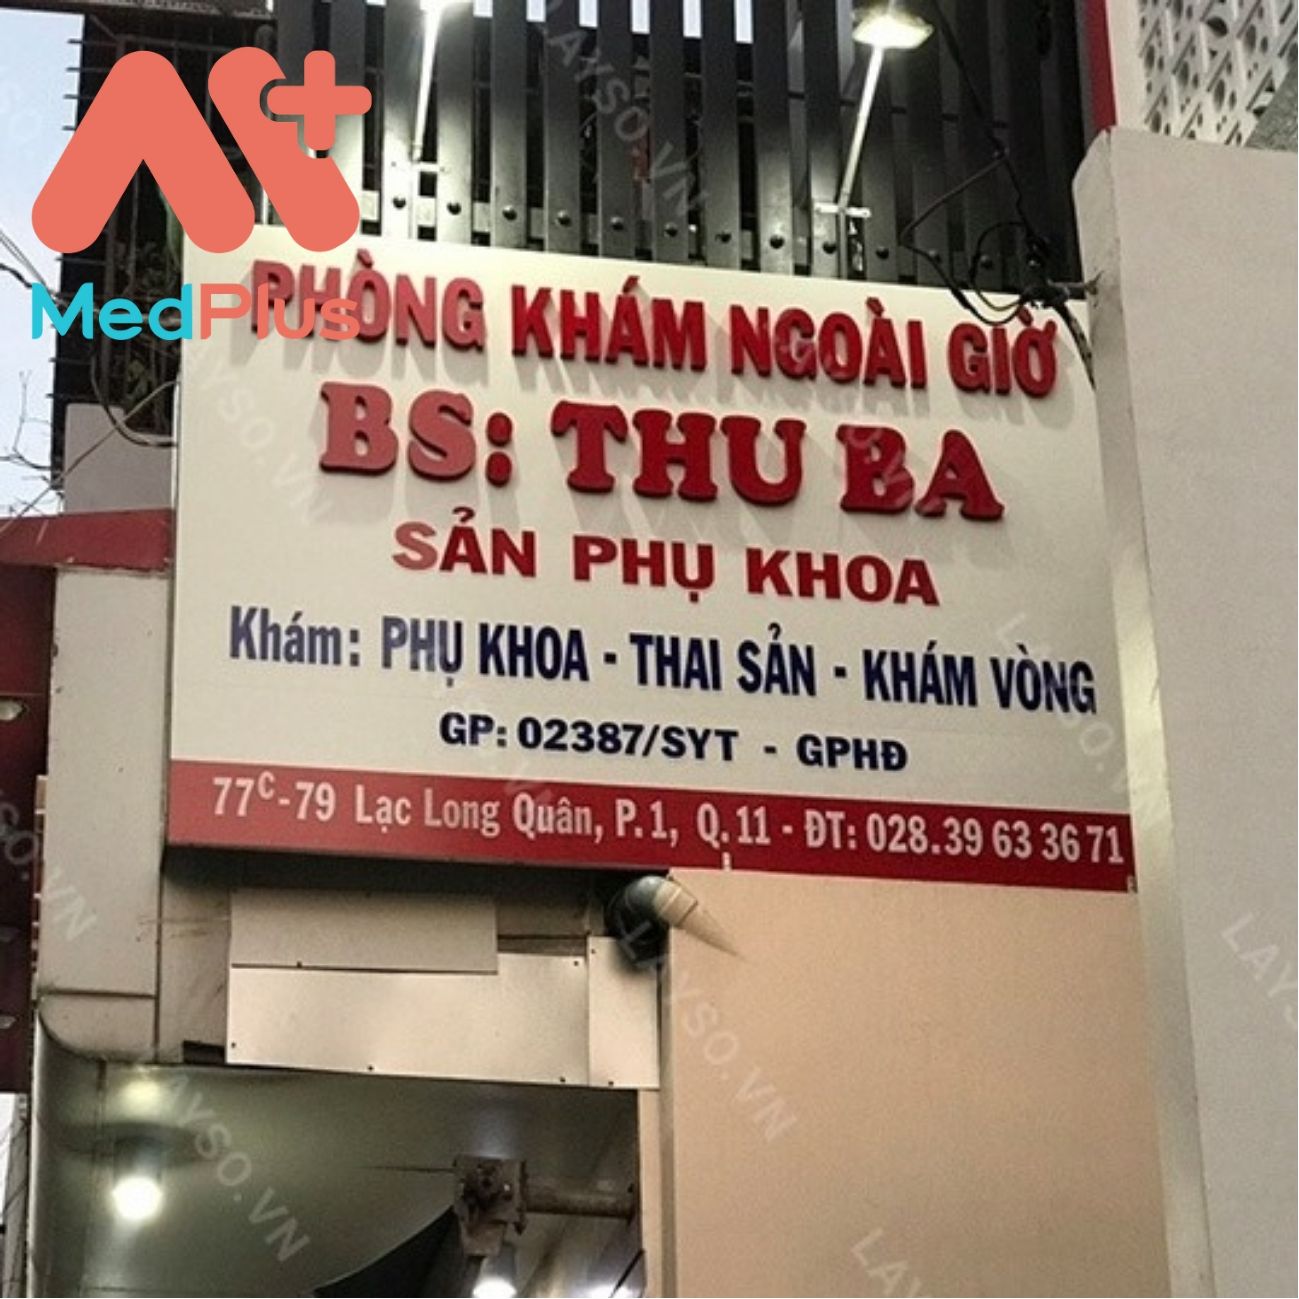 MedPlus
PHÒNG KHÁM NGOÀI GIỜ
BS: THU BA
SẢN PHỤ KHOA
Khám: PHỤ KHOA - THAI SẢN - KHÁM VÒNG
GP: 02387/SYT - GPHĐ
77C-79 Lạc Long Quân, P.1, Q.11 - ĐT: 028.39 63 36 71
LAYSO.VN